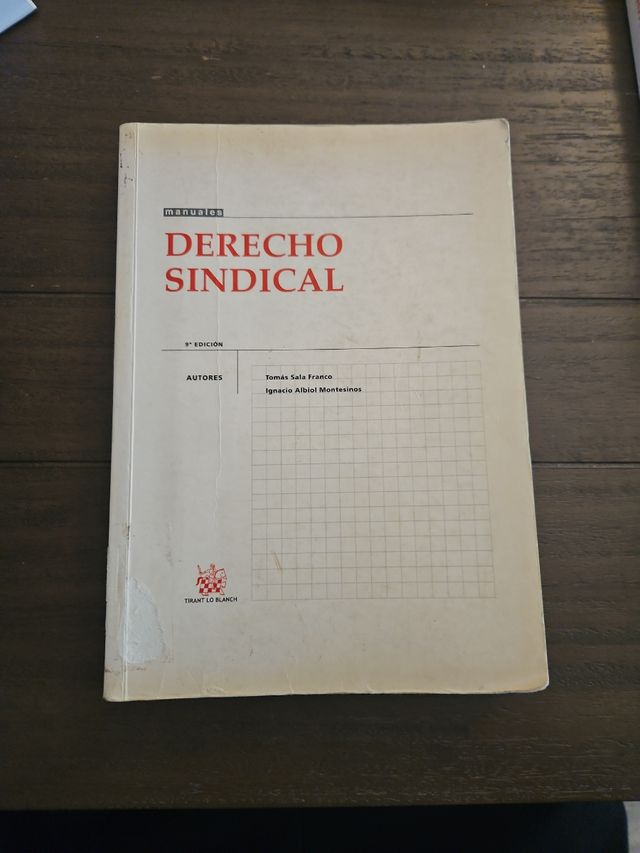 manuales
DERECHO
SINDICAL
9ª EDICIÓN
AUTORES
Tomás Sala Franco
Ignacio Albiol Montesinos
TIRANT LO BLANCH